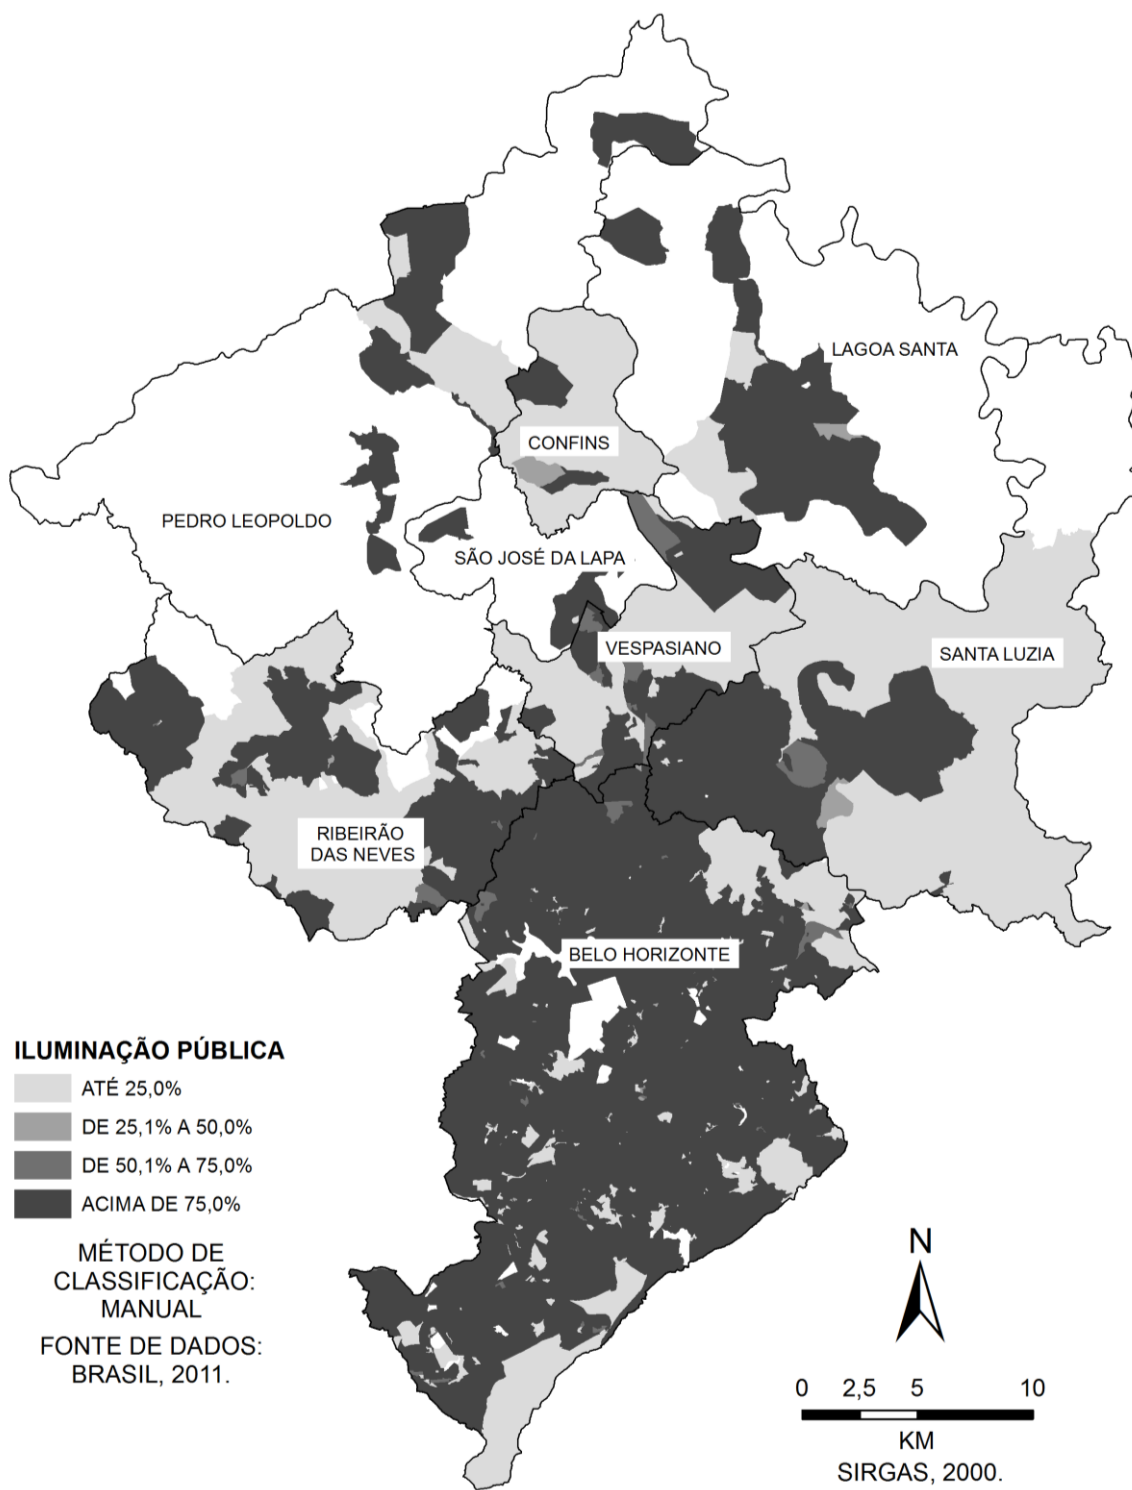 LAGOA SANTA
CONFINS
PEDRO LEOPOLDO
SÃO JOSÉ DA LAPA
VESPASIANO
SANTA LUZIA
RIBEIRÃO
DAS NEVES
BELO HORIZONTE
ILUMINAÇÃO PÚBLICA
ATÉ 25,0%
DE 25,1% A 50,0%
DE 50,1% A 75,0%
ACIMA DE 75,0%
MÉTODO DE
CLASSIFICAÇÃO:
MANUAL
FONTE DE DADOS:
BRASIL, 2011.
N
0 2,5 5 10
KM
SIRGAS, 2000.